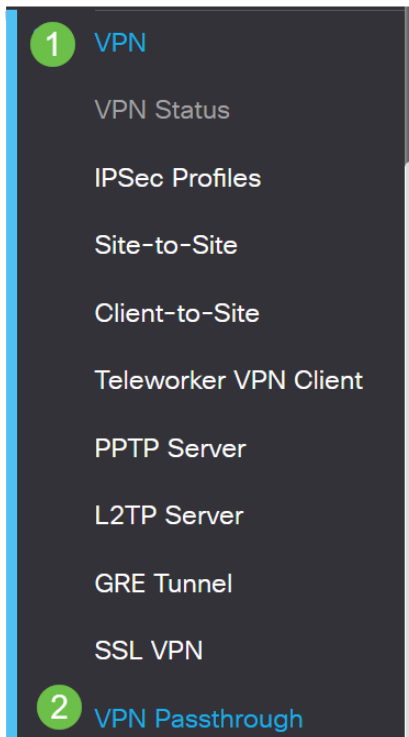 1 VPN
VPN Status
IPSec Profiles
Site-to-Site
Client-to-Site
Teleworker VPN Client
PPTP Server
L2TP Server
GRE Tunnel
SSL VPN
2 VPN Passthrough